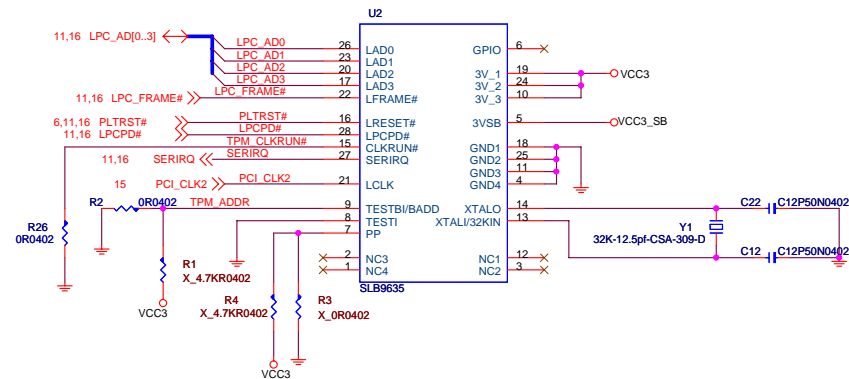 U2
11,16 LPC_AD[0..3]
LPC_AD0 26 LAD0 GPIO 6
LPC_AD1 23 LAD1
LPC_AD2 20 LAD2 3V_1 19 VCC3
LPC_AD3 17 LAD3 3V_2 24
11,16 LPC_FRAME# LPC_FRAME# 22 LFRAME# 3V_3 10
6,11,16 PLTRST# PLTRST# 16 LRESET# 3VSB 5 VCC3_SB
11,16 LPCPD# LPCPD# 28 LPCPD#
TPM_CLKRUN# 15 CLKRUN# GND1 18
11,16 SERIRQ SERIRQ 27 SERIRQ GND2 25
GND3 11
15 PCI_CLK2 PCI_CLK2 21 LCLK GND4 4
R2 0R0402 TPM_ADDR 9 TESTBI/BADD XTALO 14 C22 C12P50N0402
8 TESTI XTALI/32KIN 13
R26
0R0402
7 PP
Y1
32K-12.5pf-CSA-309-D
C12 C12P50N0402
2 NC3 NC1 12
1 NC4 NC2 3
SLB9635
R1
X_4.7KR0402
VCC3
R4
X_4.7KR0402
R3
X_0R0402
VCC3